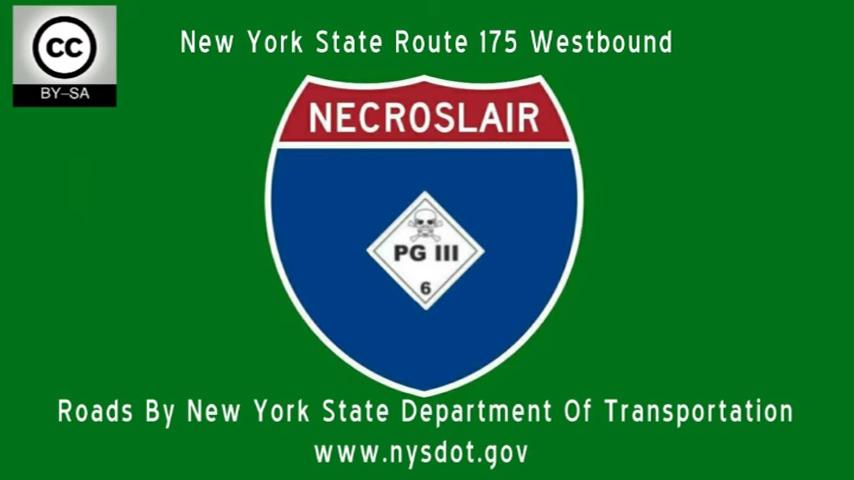 New York State Route 175 Westbound
CC
BY-SA
NECROSLAIR
PG III
6
Roads By New York State Department Of Transportation
www.nysdot.gov